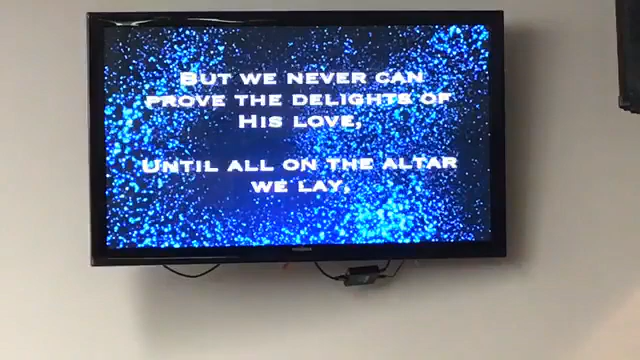 But we never can
prove the delights of
His love,
Until all on the altar
we lay,